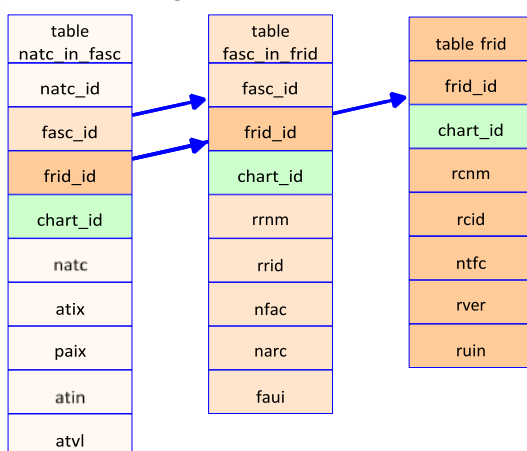 table
natc_in_fasc
natc_id
fasc_id
frid_id
chart_id
natc
atix
paix
atin
atvl
table
fasc_in_frid
fasc_id
frid_id
chart_id
rrnm
rrid
nfac
narc
faui
table frid
frid_id
chart_id
rcnm
rcid
ntfc
rver
ruin